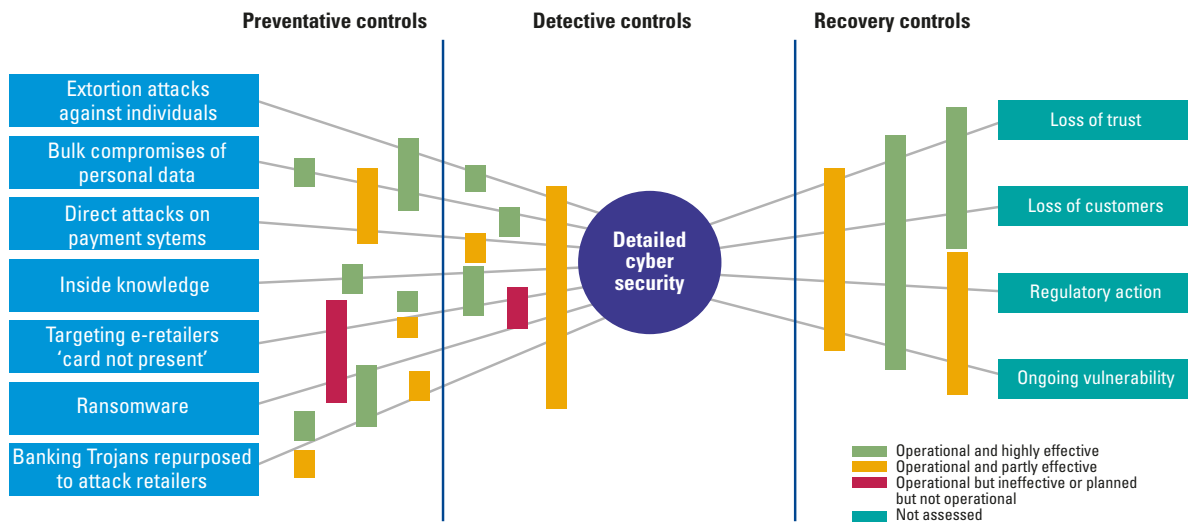 Preventative controls
Detective controls
Recovery controls
Extortion attacks
against individuals
Bulk compromises of
personal data
Direct attacks on
payment sytems
Inside knowledge
Targeting e-retailers
‘card not present’
Ransomware
Banking Trojans repurposed
to attack retailers
Detailed
cyber
security
Loss of trust
Loss of customers
Regulatory action
Ongoing vulnerability
Operational and highly effective
Operational and partly effective
Operational but ineffective or planned
but not operational
Not assessed